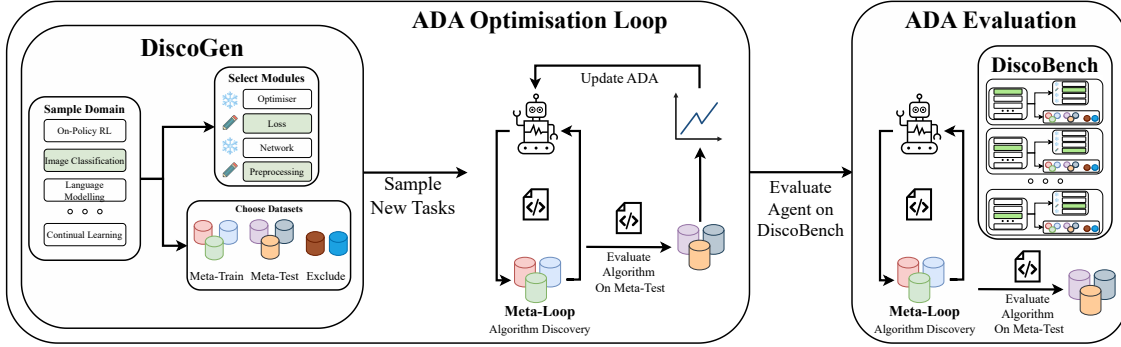 ADA Optimisation Loop
DiscoGen
Sample Domain
On-Policy RL
Image Classification
Language
Modelling
Continual Learning
Select Modules
Optimiser
Loss
Network
Preprocessing
Choose Datasets
Meta-Train
Meta-Test
Exclude
Sample
New Tasks
Update ADA
Meta-Loop
Algorithm Discovery
Evaluate
Algorithm
On Meta-Test
Evaluate
Agent on
DiscoBench
ADA Evaluation
DiscoBench
Meta-Loop
Algorithm Discovery
Evaluate
Algorithm
On Meta-Test